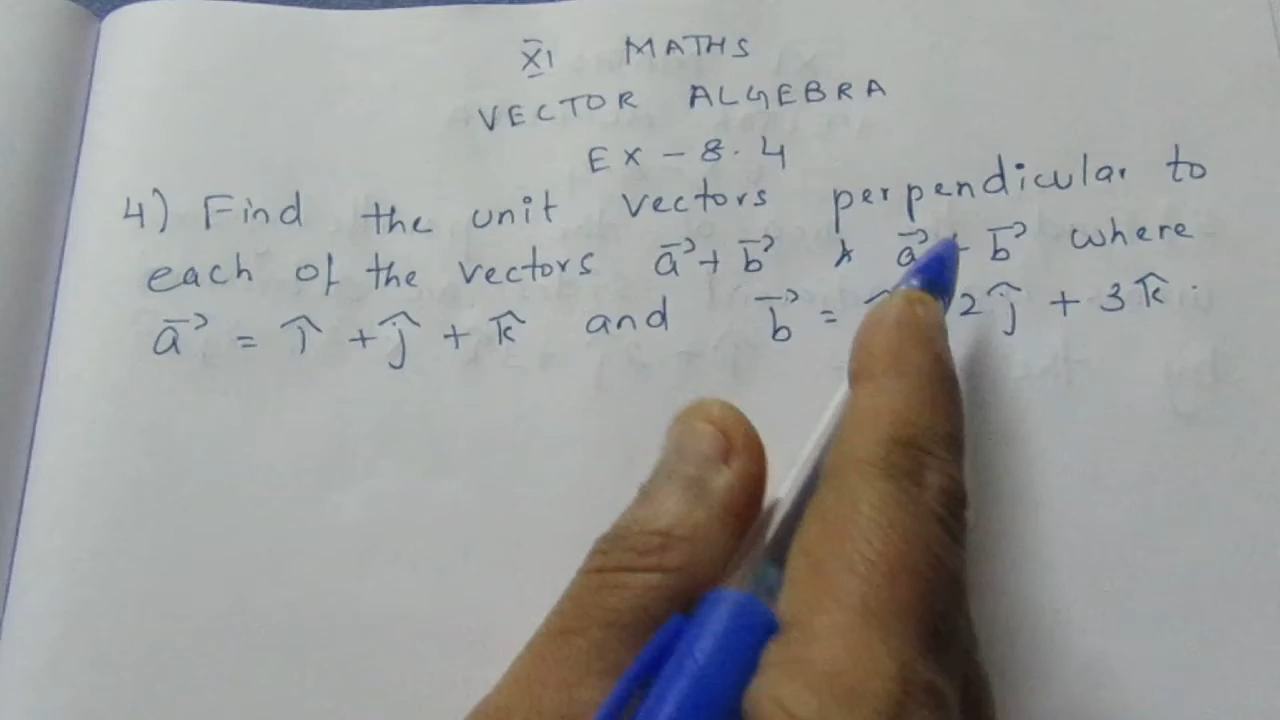 XI MATHS
VECTOR ALGEBRA
EX - 8.4
4) Find the unit vectors perpendicular to
each of the vectors a⃗ + b⃗ & a⃗ - b⃗ where
a⃗ = î + ĵ + k̂ and b⃗ = 2ĵ + 3k̂.